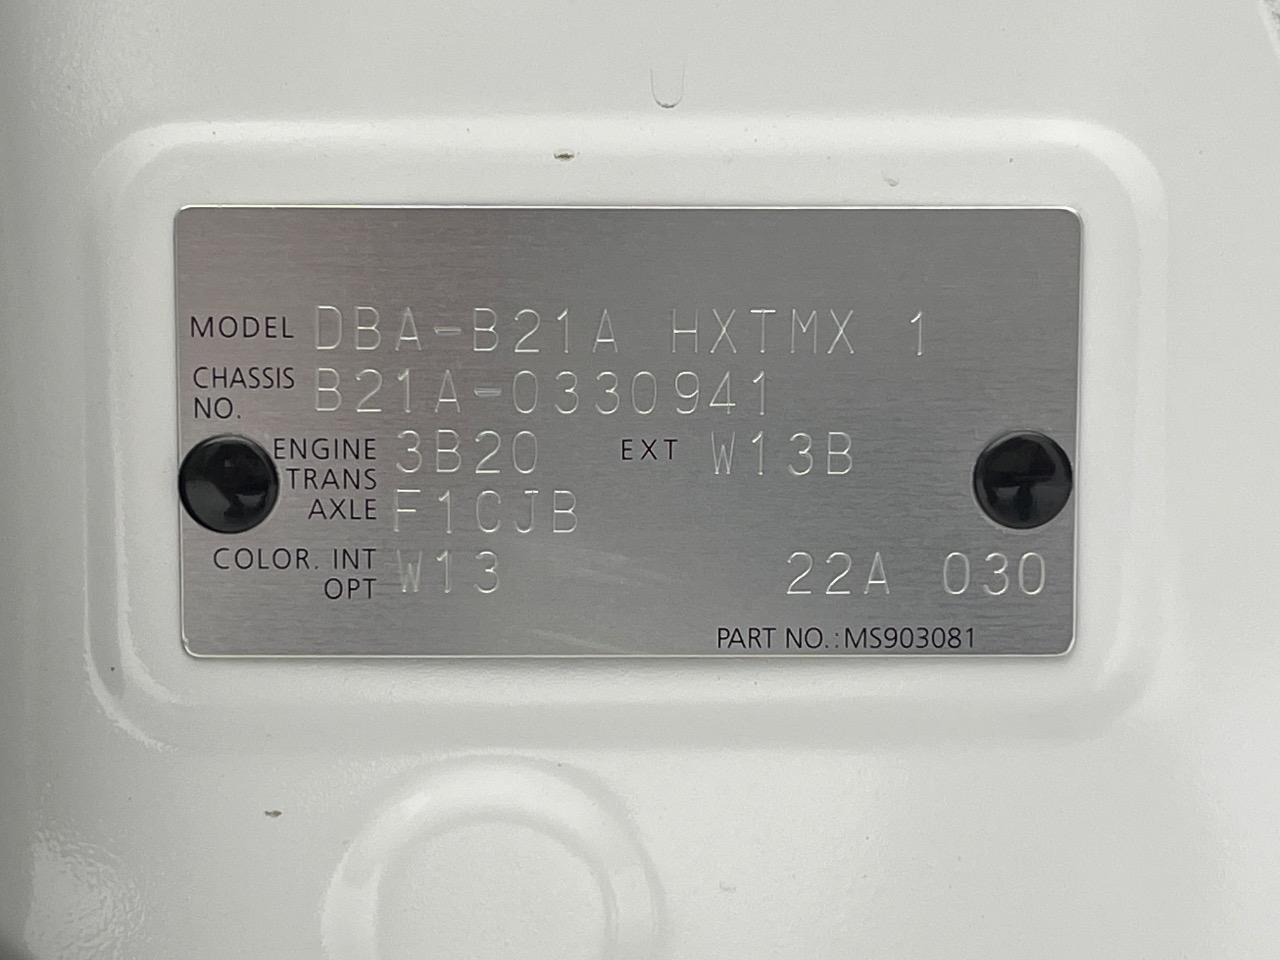 MODEL DBA-B21A HXTMX 1
CHASSIS NO. B21A-0330941
ENGINE 3B20 EXT W13B
TRANS AXLE F1CJB
COLOR. INT OPT W13 22A 030
PART NO.: MS903081